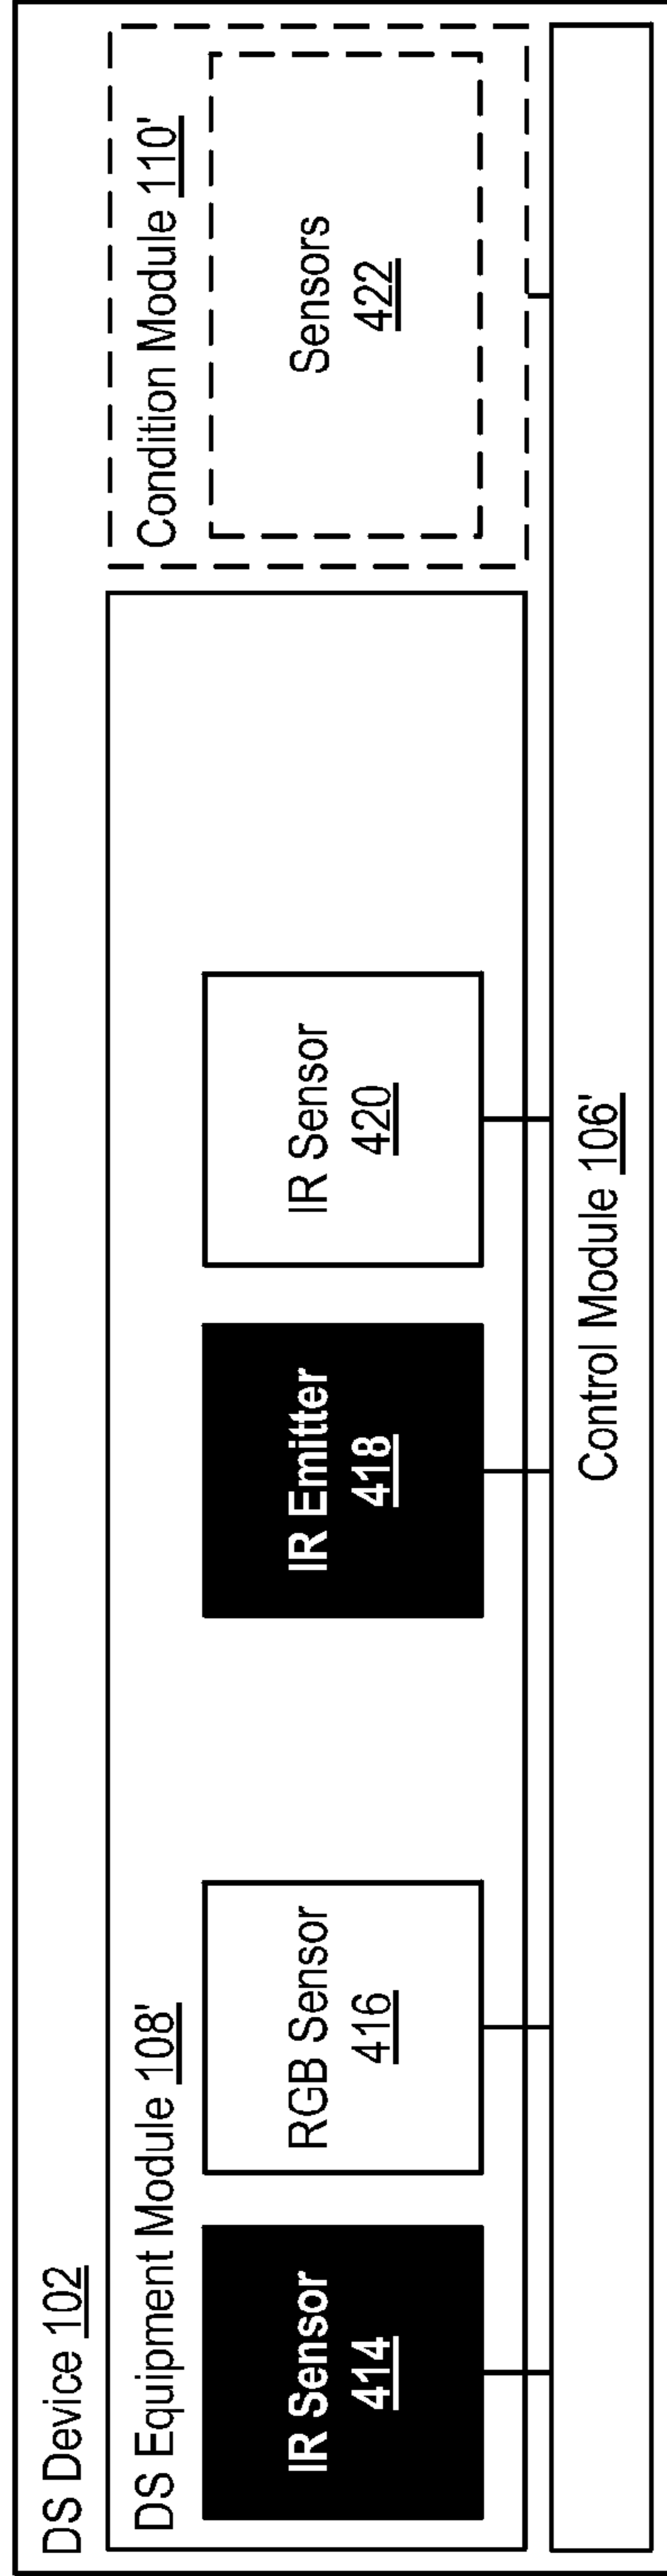 DS Device 102
DS Equipment Module 108'
Condition Module 110'
IR Sensor
414
RGB Sensor
416
IR Emitter
418
IR Sensor
420
Sensors
422
Control Module 106'